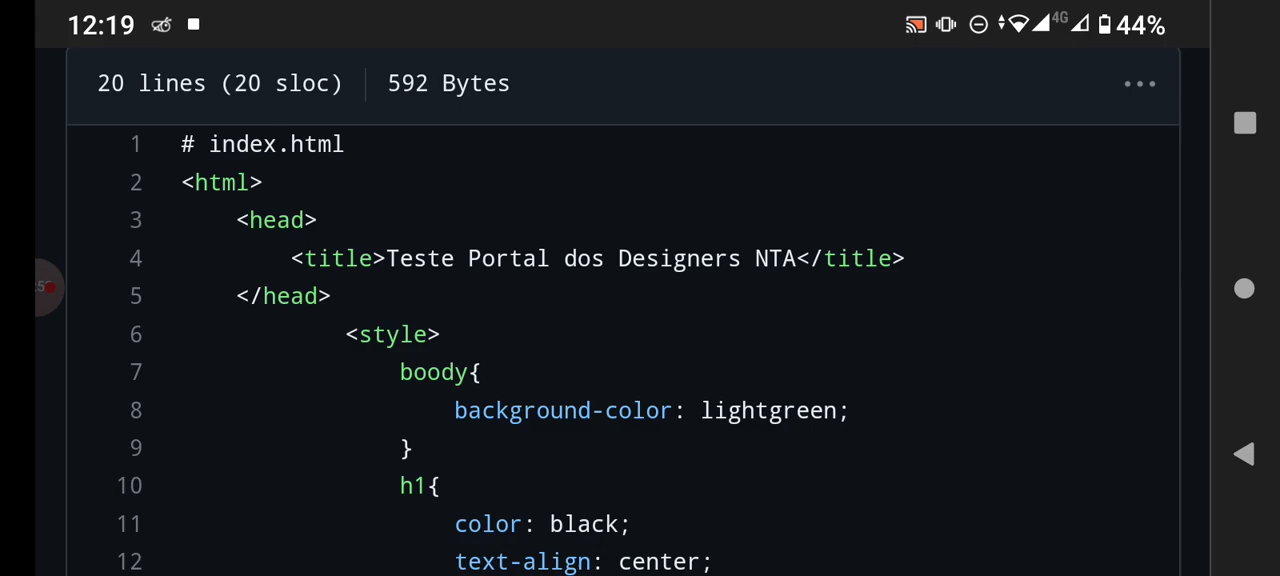 12:19 4G 44%
20 lines (20 sloc) 592 Bytes
1 # index.html
2 <html>
3 <head>
4 <title>Teste Portal dos Designers NTA</title>
5 </head>
6 <style>
7 boody{
8 background-color: lightgreen;
9 }
10 h1{
11 color: black;
12 text-align: center;